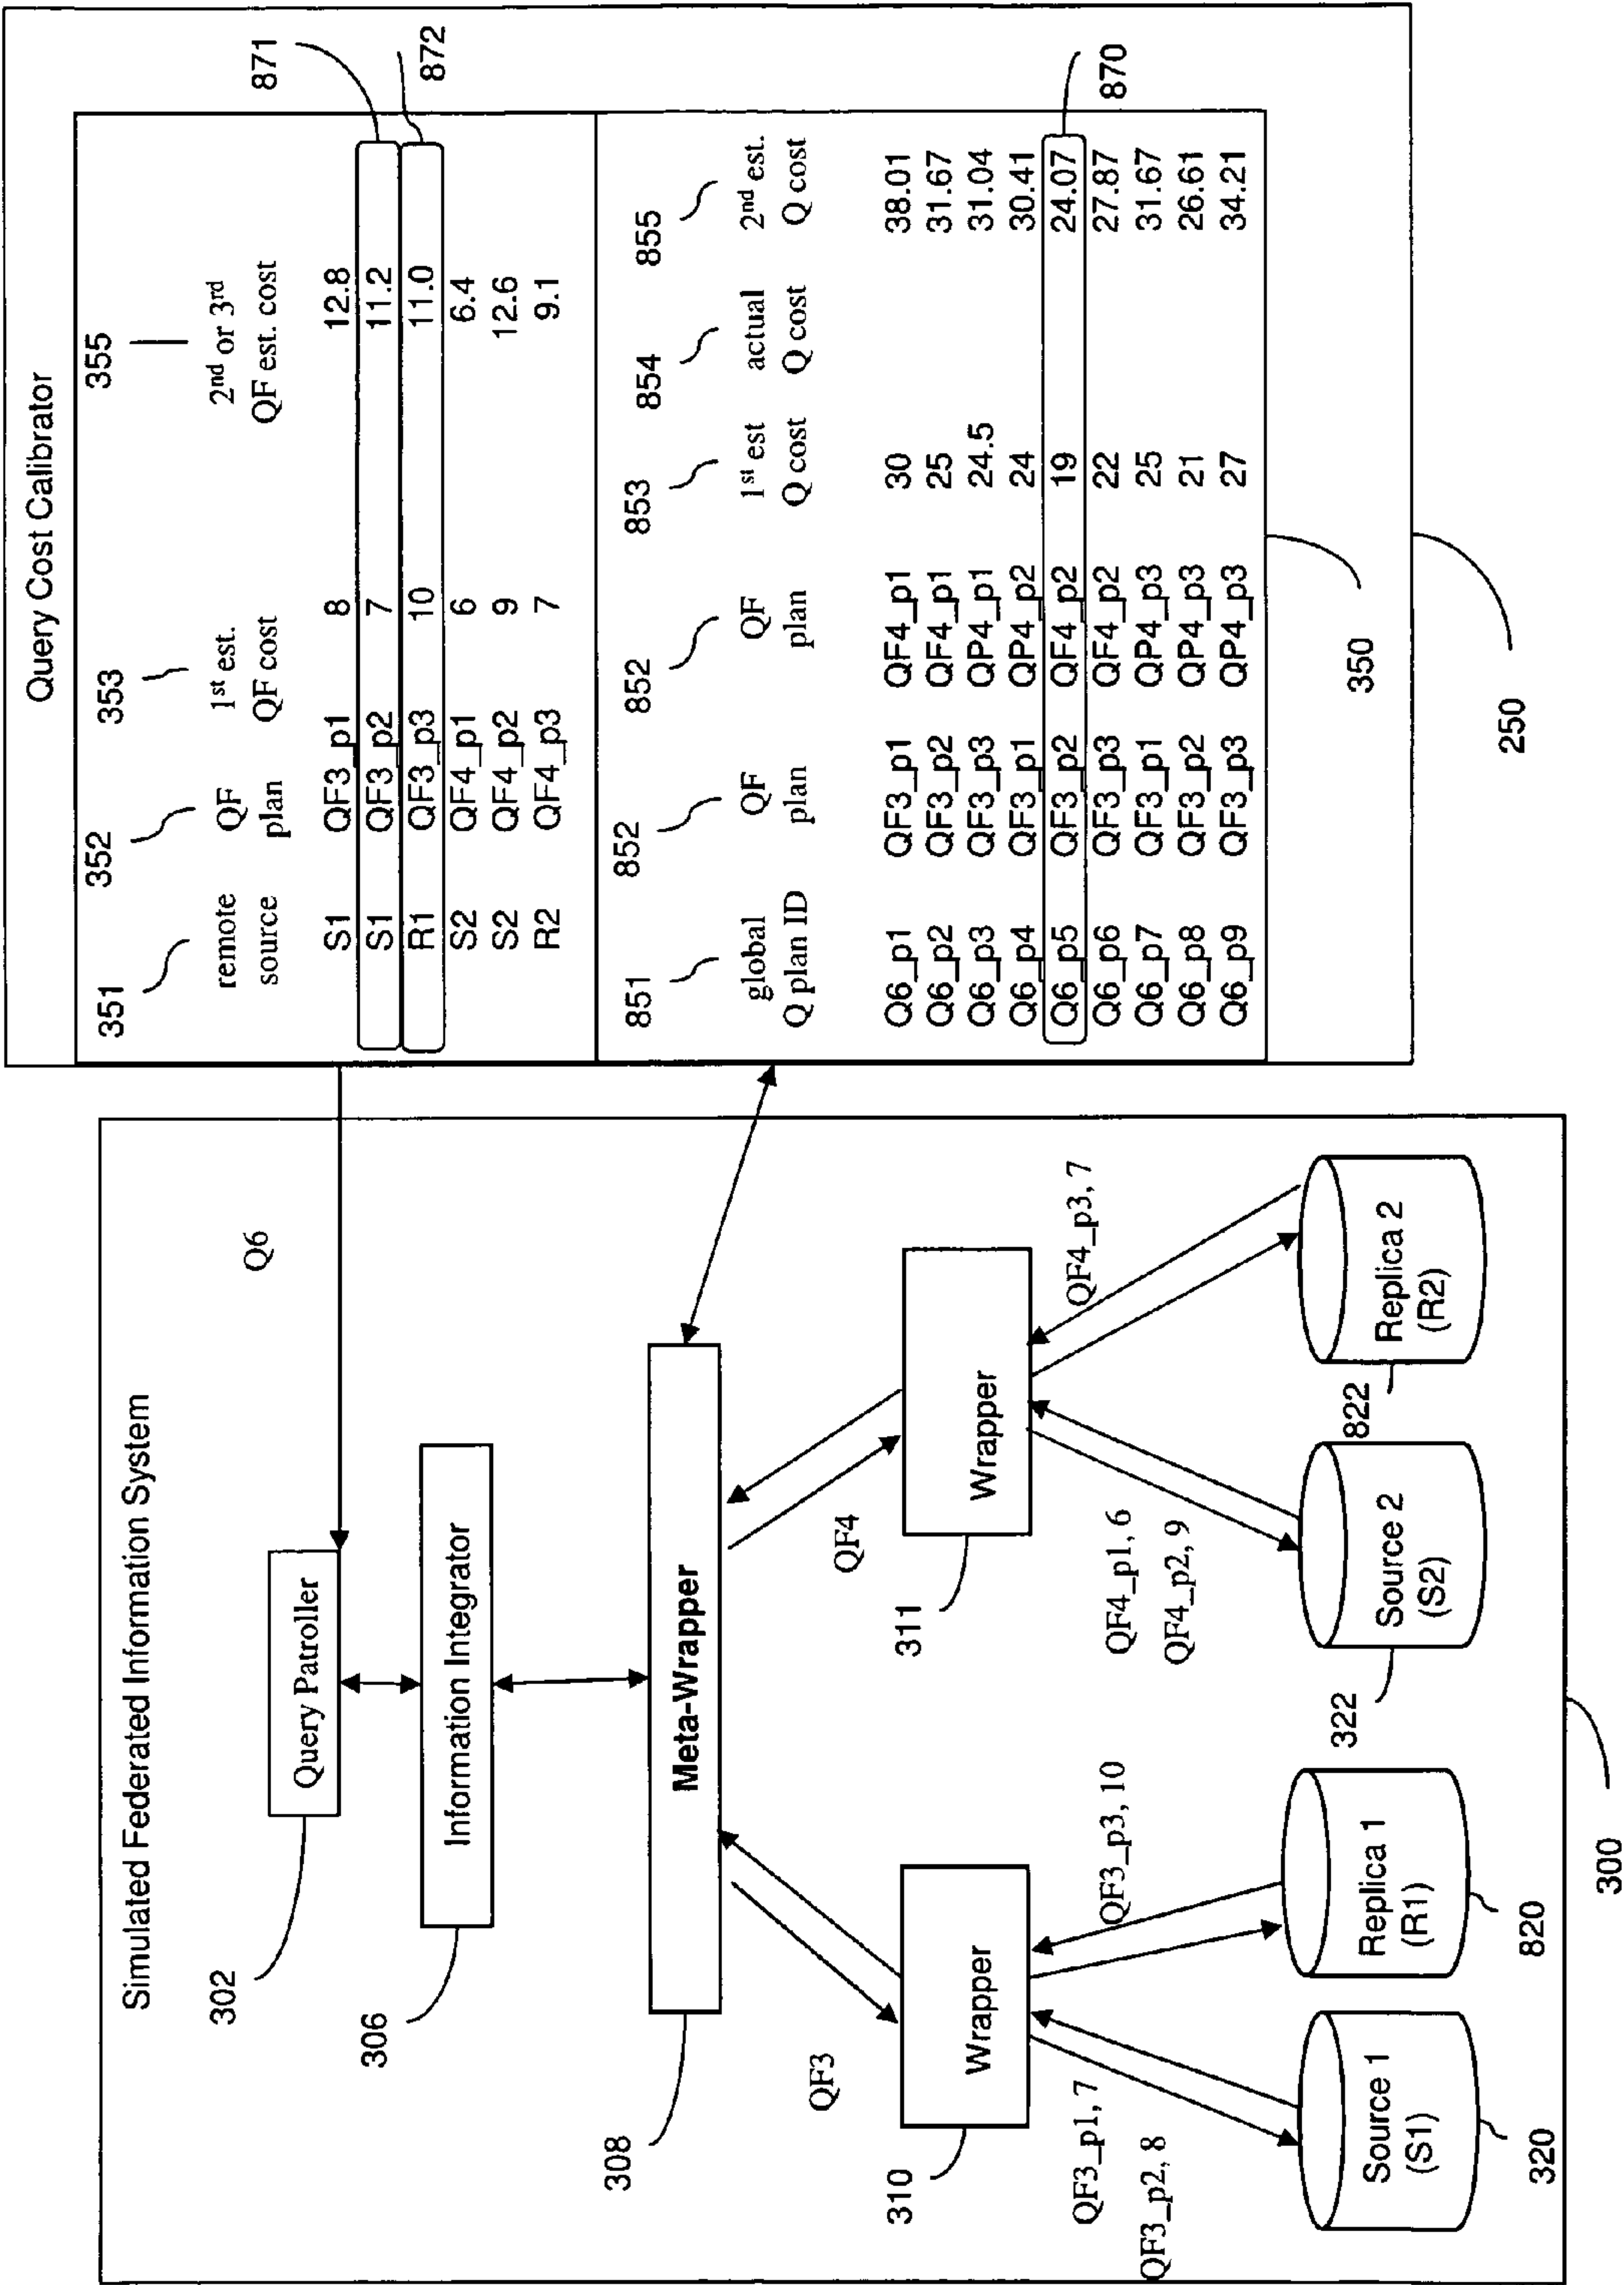 Simulated Federated Information System
302
Query Patroller
Q6
306
Information Integrator
308
Meta-Wrapper
QF3
QF4
310
Wrapper
311
Wrapper
QF3_p1, 7
QF3_p2, 8
QF3_p3, 10
QF4_p1, 6
QF4_p2, 9
QF4_p3, 7
Source 1
(S1)
320
Replica 1
(R1)
820
Source 2
(S2)
322
Replica 2
(R2)
822
300
Query Cost Calibrator
351 352 353 355
remote source QF plan 1st est. QF cost 2nd or 3rd QF est. cost
S1 QF3_p1 8 12.8
S1 QF3_p2 7 11.2
R1 QF3_p3 10 11.0
S2 QF4_p1 6 6.4
S2 QF4_p2 9 12.6
R2 QF4_p3 7 9.1
871
872
851 852 852 853 854 855
global Q plan ID QF plan QF plan 1st est Q cost actual Q cost 2nd est. Q cost
Q6_p1 QF3_p1 QF4_p1 30 38.01
Q6_p2 QF3_p2 QF4_p1 25 31.67
Q6_p3 QF3_p3 QP4_p1 24.5 31.04
Q6_p4 QF3_p1 QP4_p2 24 30.41
Q6_p5 QF3_p2 QF4_p2 19 24.07
Q6_p6 QF3_p3 QF4_p2 22 27.87
Q6_p7 QF3_p1 QP4_p3 25 31.67
Q6_p8 QF3_p2 QP4_p3 21 26.61
Q6_p9 QF3_p3 QP4_p3 27 34.21
870
350
250